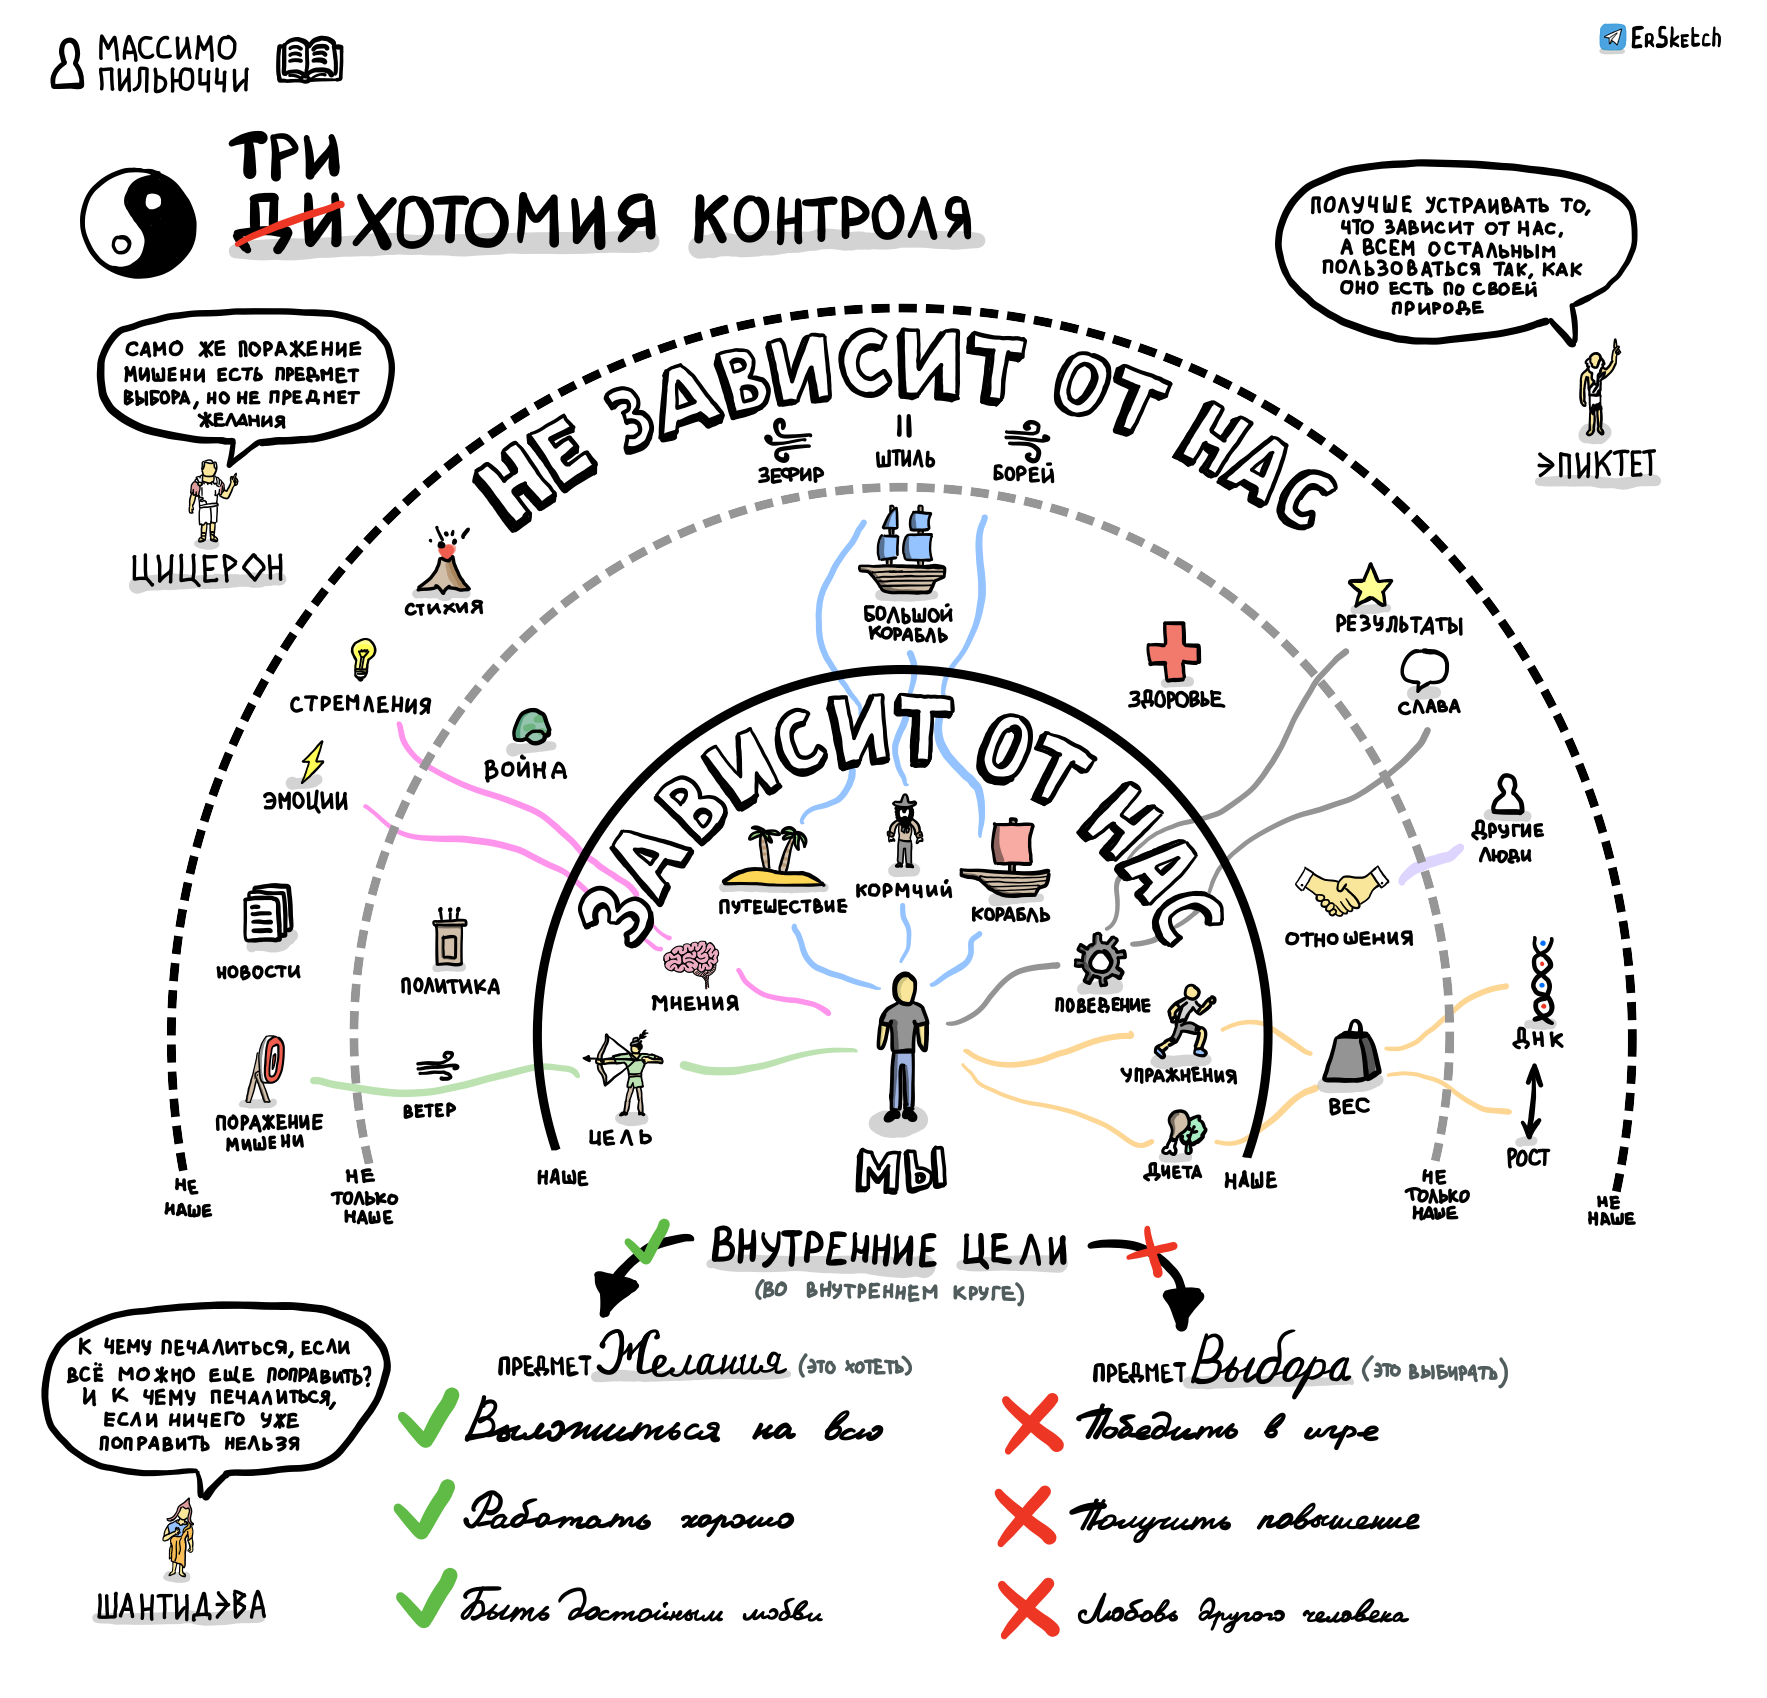 МАССИМО
ПИЛЬЮЧЧИ
ErSketch
ТРИ
ДИХОТОМИЯ КОНТРОЛЯ
ПОЛУЧШЕ УСТРАИВАТЬ ТО,
ЧТО ЗАВИСИТ ОТ НАС,
А ВСЕМ ОСТАЛЬНЫМ
ПОЛЬЗОВАТЬСЯ ТАК, КАК
ОНО ЕСТЬ ПО СВОЕЙ
ПРИРОДЕ
ЭПИКТЕТ
САМО ЖЕ ПОРАЖЕНИЕ
МИШЕНИ ЕСТЬ ПРЕДМЕТ
ВЫБОРА, НО НЕ ПРЕДМЕТ
ЖЕЛАНИЯ
ЦИЦЕРОН
НЕ ЗАВИСИТ ОТ НАС
ЗЕФИР
ШТИЛЬ
БОРЕЙ
СТИХИЯ
БОЛЬШОЙ
КОРАБЛЬ
РЕЗУЛЬТАТЫ
СТРЕМЛЕНИЯ
ЗДОРОВЬЕ
СЛАВА
ВОЙНА
ЭМОЦИИ
ЗАВИСИТ ОТ НАС
ДРУГИЕ
ЛЮДИ
ПУТЕШЕСТВИЕ
КОРМЧИЙ
КОРАБЛЬ
ОТНОШЕНИЯ
НОВОСТИ
ПОЛИТИКА
МНЕНИЯ
ПОВЕДЕНИЕ
ДНК
УПРАЖНЕНИЯ
ПОРАЖЕНИЕ
МИШЕНИ
ВЕТЕР
ЦЕЛЬ
ВЕС
РОСТ
ДИЕТА
МЫ
НЕ
НАШЕ
НЕ
ТОЛЬКО
НАШЕ
НАШЕ
НАШЕ
НЕ
ТОЛЬКО
НАШЕ
НЕ
НАШЕ
ВНУТРЕННИЕ ЦЕЛИ
(ВО ВНУТРЕННЕМ КРУГЕ)
ПРЕДМЕТ Желания (ЭТО ХОТЕТЬ)
Выложиться на всю
Работать хорошо
Быть достойным любви
ПРЕДМЕТ Выбора (ЭТО ВЫБИРАТЬ)
Победить в игре
Получить повышение
Любовь другого человека
К ЧЕМУ ПЕЧАЛИТЬСЯ, ЕСЛИ
ВСЁ МОЖНО ЕЩЕ ПОПРАВИТЬ?
И К ЧЕМУ ПЕЧАЛИТЬСЯ,
ЕСЛИ НИЧЕГО УЖЕ
ПОПРАВИТЬ НЕЛЬЗЯ
ШАНТИДЭВА